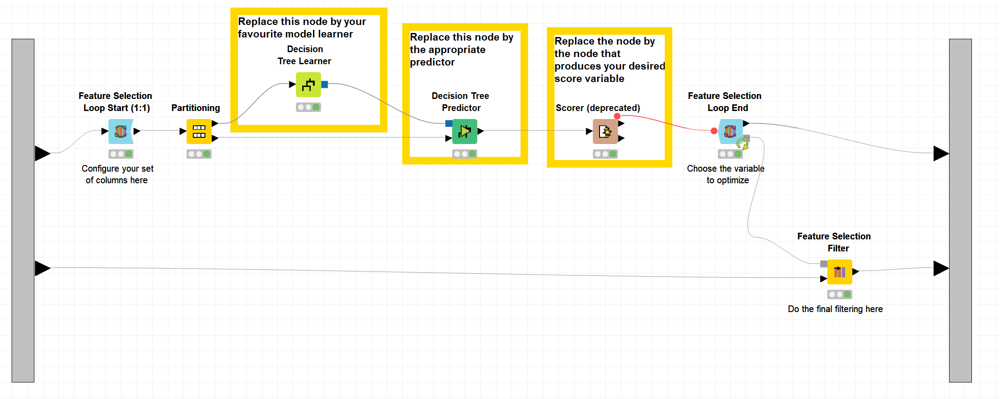 Replace this node by your
favourite model learner
Decision
Tree Learner
Replace this node by
the appropriate
predictor
Replace the node by
the node that
produces your desired
score variable
Feature Selection
Loop Start (1:1)
Partitioning
Decision Tree
Predictor
Scorer (deprecated)
Feature Selection
Loop End
Configure your set
of columns here
Choose the variable
to optimize
Feature Selection
Filter
Do the final filtering here